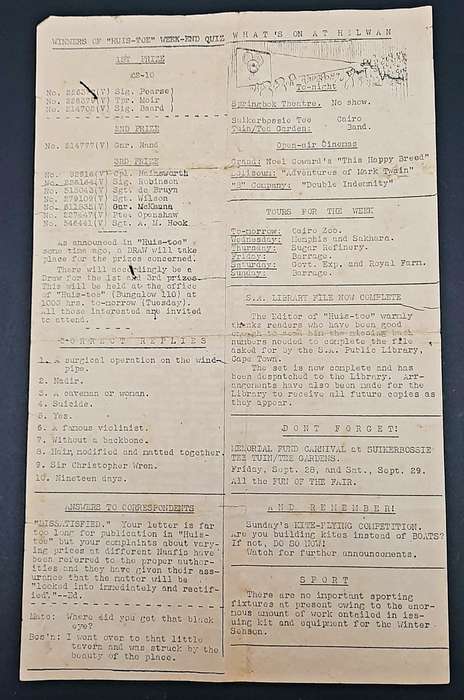 WINNERS OF "HUIS-TOE" WEEK-END QUIZ
1ST PRIZE
£2-10
Sig. Pearse)
Tpr. Moir )
No. 214702(V) Sig. Baard )
2ND PRIZE
No. 214777(V) Gnr. Nand
3RD PRIZE
Cpl. Hainsworth
Sig. Robinson
Sgt. de Bruyn
No. 279109(V) Sgt. Wilson
Gnr. McKenna
Pte. Openshaw
No. 546441(V) Sgt. A. M. Hook
As announced in "Huis-toe"
some time ago, a DRAW will take
place for the prizes concerned.
There will accordingly be a
Draw for the 1st and 3rd prizes.
This will be held at the office
of "Huis-toe" (Bungalow 110) at
1000 hrs. to-morrow (Tuesday).
All those interested are invited
to attend.
CORRECT REPLIES
1. A surgical operation on the wind-
pipe.
2. Nadir.
3. A caveman or woman.
4. Suicide.
5. Yes.
6. A famous violinist.
7. Without a backbone.
8. Hair, modified and matted together.
9. Sir Christopher Wren.
10. Nineteen days.
ANSWERS TO CORRESPONDENTS
"DISSATISFIED." Your letter is far
too long for publication in "Huis-
toe" but your complaints about vary-
ing prices at different Naafis have
been referred to the proper author-
ities and they have given their ass-
urance that the matter will be
"looked into immediately and rectif-
ied."--Ed.
Mate: Where did you get that black
eye?
Bos'n: I went over to that little
tavern and was struck by the
beauty of the place.
WHAT'S ON AT HELWAN
To-night
Springbok Theatre. No show.
Suikerbossie Tee Cairo
Tuin/Tea Garden: Band.
Open-air Cinemas
Grand: Noel Coward's "This Happy Breed"
Coliseum: "Adventures of Mark Twain"
"B" Company: "Double Indemnity"
TOURS FOR THE WEEK
To-morrow: Cairo Zoo.
Wednesday: Memphis and Sakhara.
Thursday: Sugar Refinery.
Friday: Barrage.
Saturday: Govt. Exp. and Royal Farm.
Sunday: Barrage.
S.A. LIBRARY FILE NOW COMPLETE
The Editor of "Huis-toe" warmly
thanks readers who have been good
enough to send him the missing back
numbers needed to complete the file
asked for by the S.A. Public Library,
Cape Town.
The set is now complete and has
been despatched to the Library. Arr-
angements have also been made for the
Library to receive all future copies as
they appear.
DONT FORGET!
MEMORIAL FUND CARNIVAL at SUIKERBOSSIE
TEE TUIN/TEE GARDENS.
Friday, Sept. 28, and Sat., Sept. 29.
All the FUN OF THE FAIR.
AND REMEMBER!
Sunday's KITE-FLYING COMPETITION.
Are you building kites instead of BOATS?
If not, DO SO NOW!
Watch for further announcements.
SPORT
There are no important sporting
fixtures at present owing to the enor-
mous amount of work entailed in iss-
uing kit and equipment for the Winter
Season.